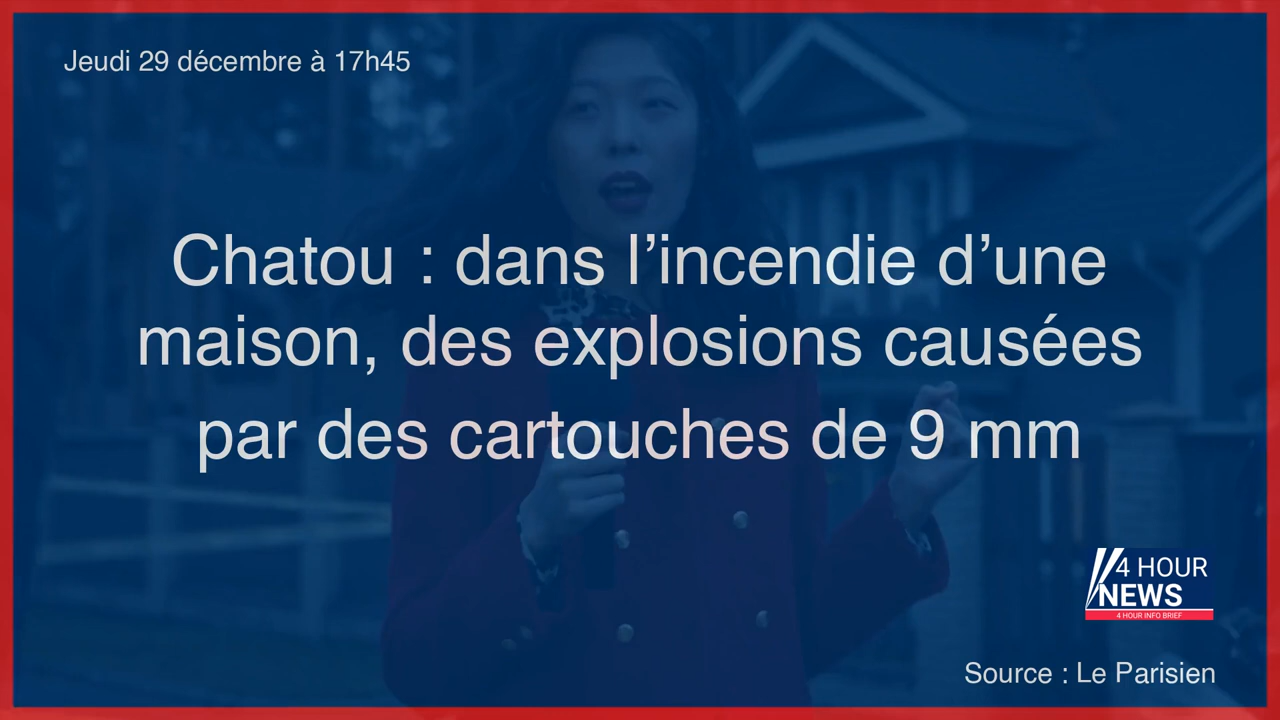 Jeudi 29 décembre à 17h45
Chatou : dans l’incendie d’une
maison, des explosions causées
par des cartouches de 9 mm
4 HOUR
NEWS
4 HOUR INFO BRIEF
Source : Le Parisien